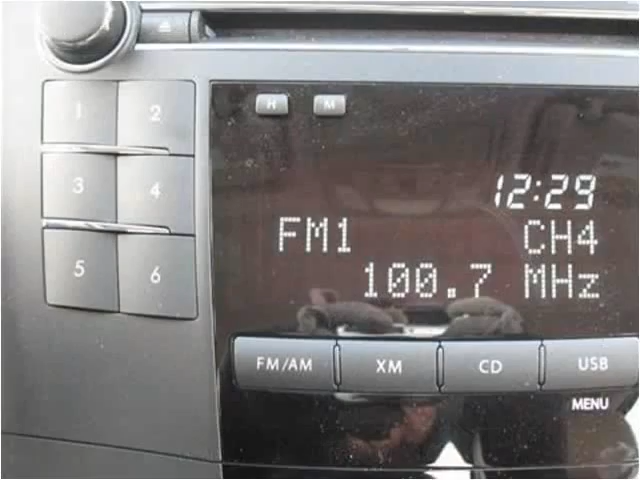 H M
1 2
3 4
5 6
12:29
FM1 CH4
100.7 MHz
FM/AM XM CD USB
MENU